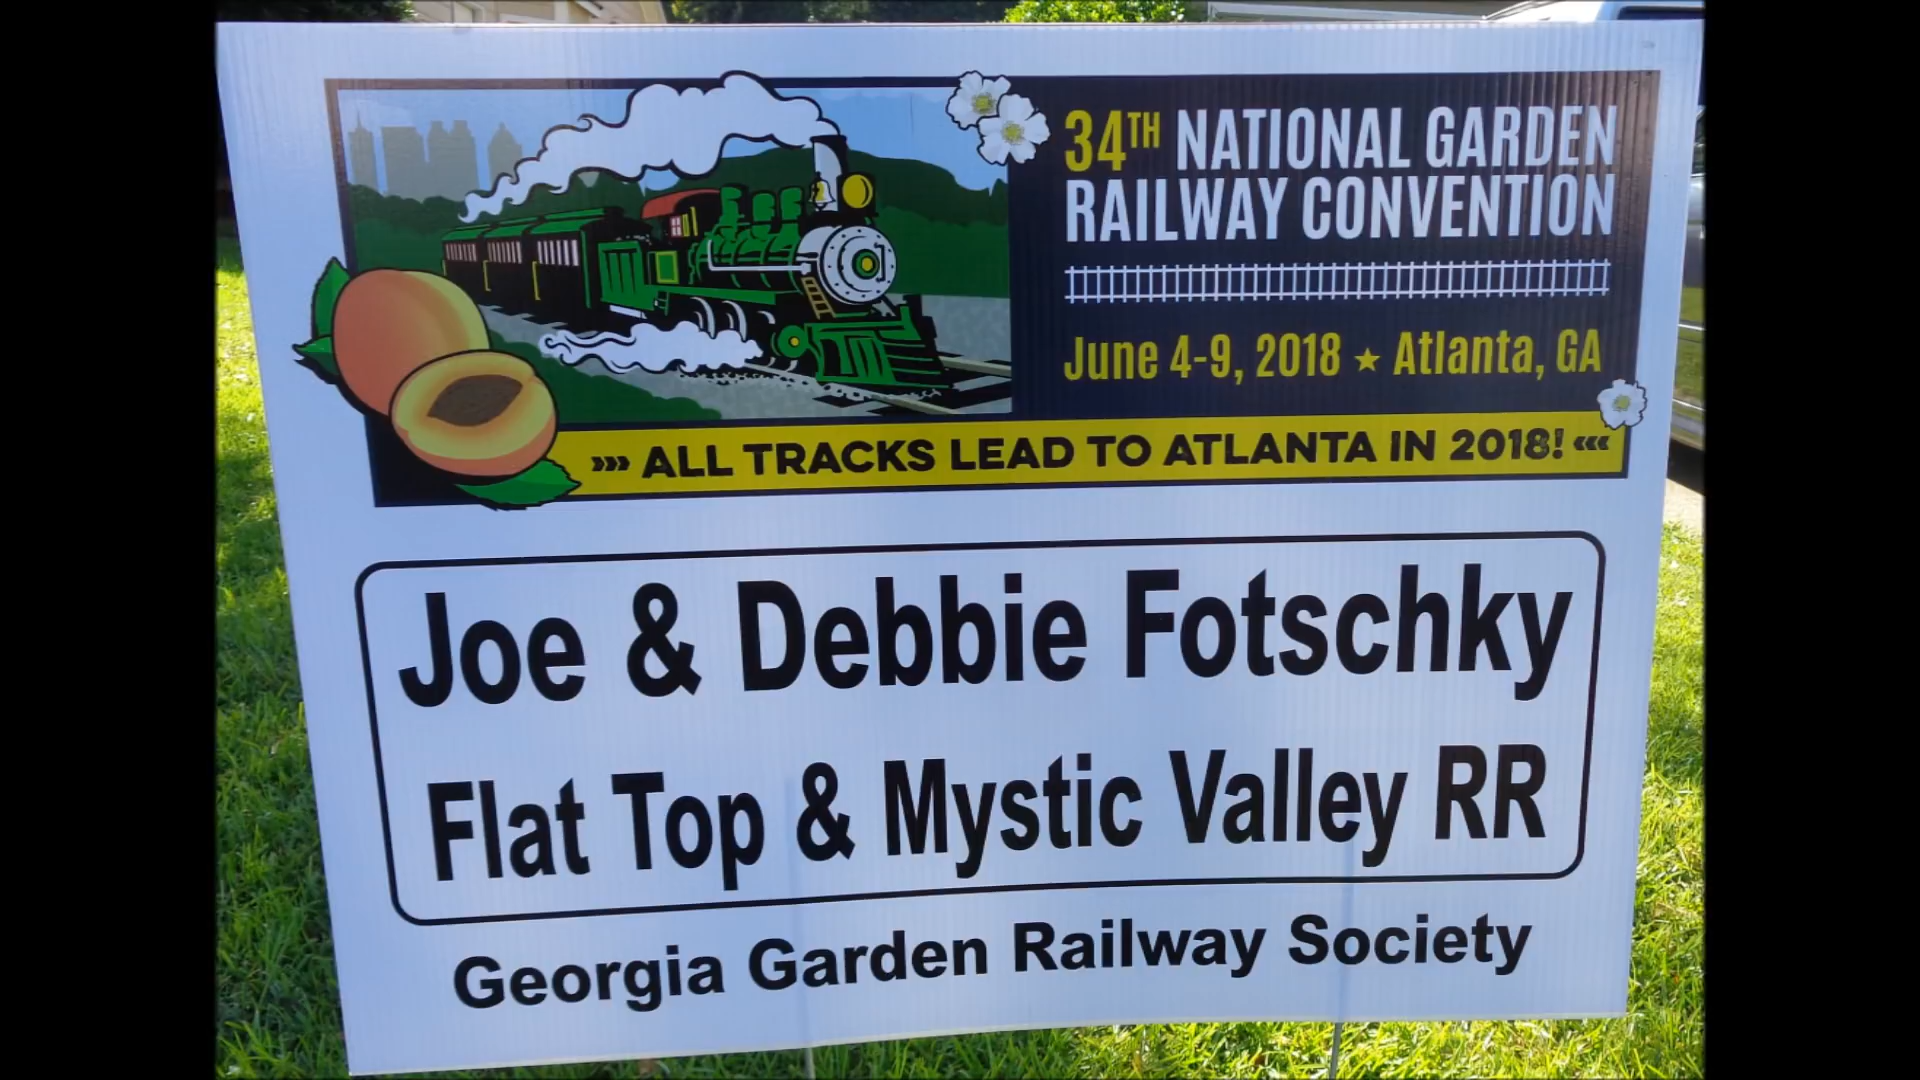 34TH NATIONAL GARDEN
RAILWAY CONVENTION
June 4-9, 2018 ★ Atlanta, GA
»» ALL TRACKS LEAD TO ATLANTA IN 2018! ««
Joe & Debbie Fotschky
Flat Top & Mystic Valley RR
Georgia Garden Railway Society